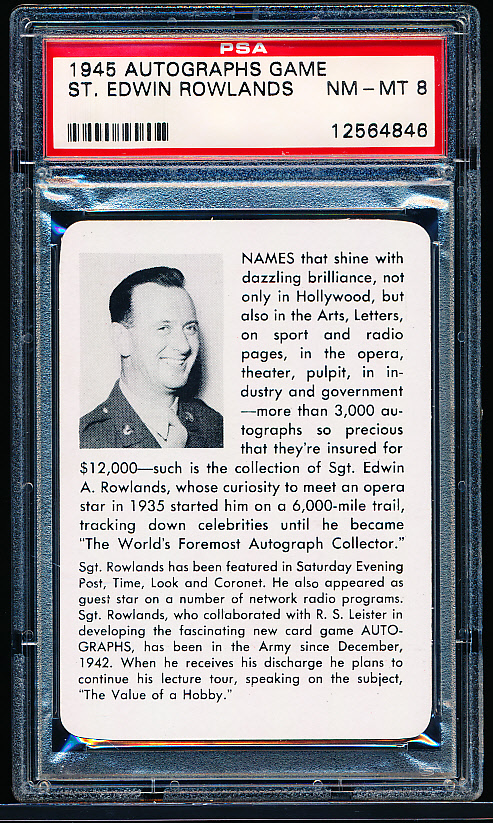 PSA
1945 AUTOGRAPHS GAME
ST. EDWIN ROWLANDS NM-MT 8
12564846
NAMES that shine with
dazzling brilliance, not
only in Hollywood, but
also in the Arts, Letters,
on sport and radio
pages, in the opera,
theater, pulpit, in in-
dustry and government
—more than 3,000 au-
tographs so precious
that they're insured for
$12,000—such is the collection of Sgt. Edwin
A. Rowlands, whose curiosity to meet an opera
star in 1935 started him on a 6,000-mile trail,
tracking down celebrities until he became
"The World's Foremost Autograph Collector."
Sgt. Rowlands has been featured in Saturday Evening
Post, Time, Look and Coronet. He also appeared as
guest star on a number of network radio programs.
Sgt. Rowlands, who collaborated with R. S. Leister in
developing the fascinating new card game AUTO-
GRAPHS, has been in the Army since December,
1942. When he receives his discharge he plans to
continue his lecture tour, speaking on the subject,
"The Value of a Hobby."